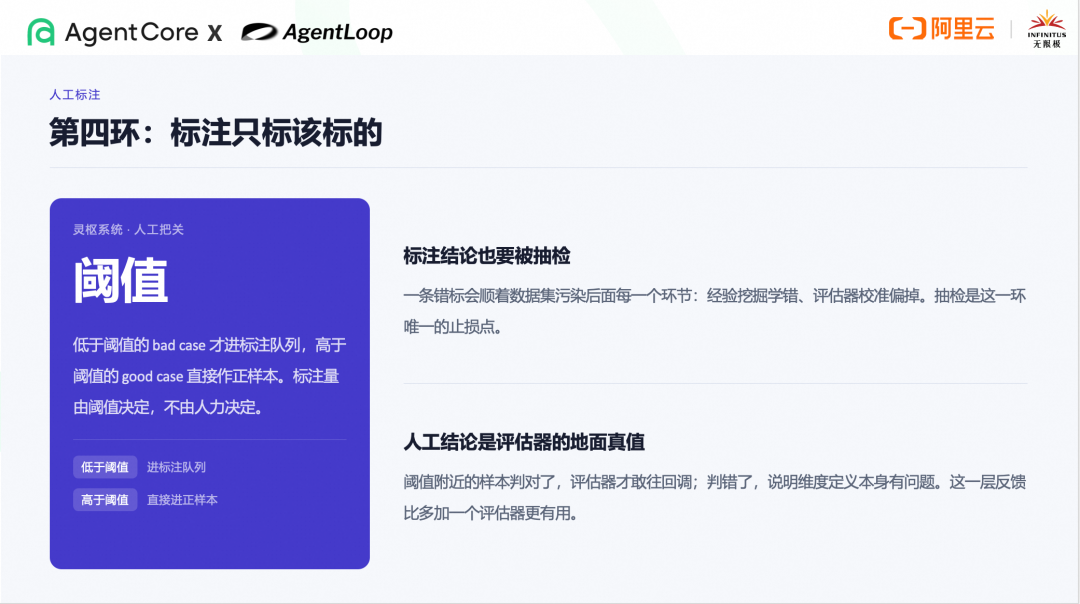 AgentCore X AgentLoop
阿里云
INFINITUS
无限极
人工标注
第四环：标注只标该标的
灵枢系统 · 人工把关
阈值
低于阈值的 bad case 才进标注队列，高于
阈值的 good case 直接作正样本。标注量
由阈值决定，不由人力决定。
低于阈值 进标注队列
高于阈值 直接进正样本
标注结论也要被抽检
一条错标会顺着数据集污染后面每一个环节：经验挖掘学错、评估器校准偏掉。抽检是这一环
唯一的止损点。
人工结论是评估器的地面真值
阈值附近的样本判对了，评估器才敢往回调；判错了，说明维度定义本身有问题。这一层反馈
比多加一个评估器更有用。